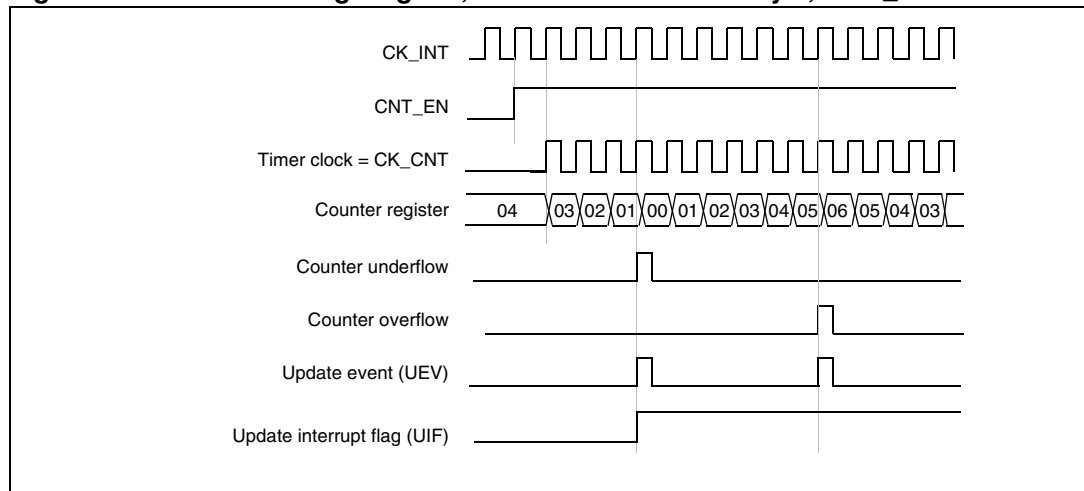 CK_INT
CNT_EN
Timer clock = CK_CNT
Counter register 04 03 02 01 00 01 02 03 04 05 06 05 04 03
Counter underflow
Counter overflow
Update event (UEV)
Update interrupt flag (UIF)